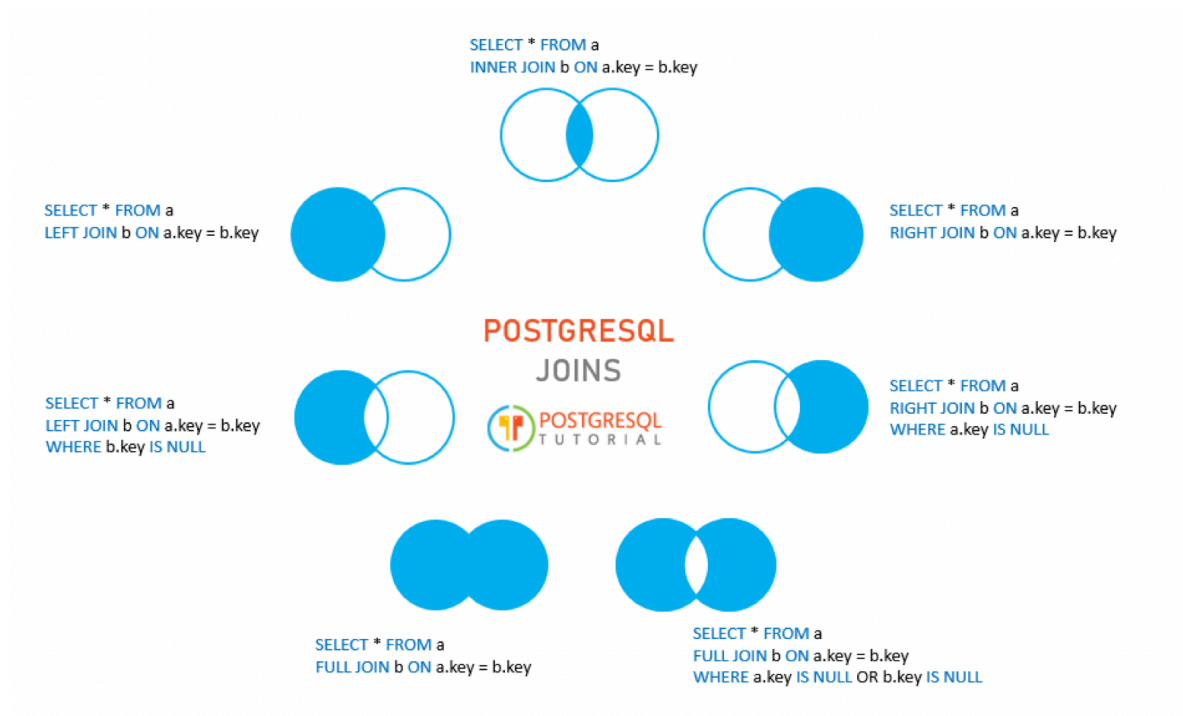 SELECT * FROM a
INNER JOIN b ON a.key = b.key
SELECT * FROM a
LEFT JOIN b ON a.key = b.key
SELECT * FROM a
RIGHT JOIN b ON a.key = b.key
POSTGRESQL
JOINS
POSTGRESQL
TUTORIAL
SELECT * FROM a
LEFT JOIN b ON a.key = b.key
WHERE b.key IS NULL
SELECT * FROM a
RIGHT JOIN b ON a.key = b.key
WHERE a.key IS NULL
SELECT * FROM a
FULL JOIN b ON a.key = b.key
SELECT * FROM a
FULL JOIN b ON a.key = b.key
WHERE a.key IS NULL OR b.key IS NULL